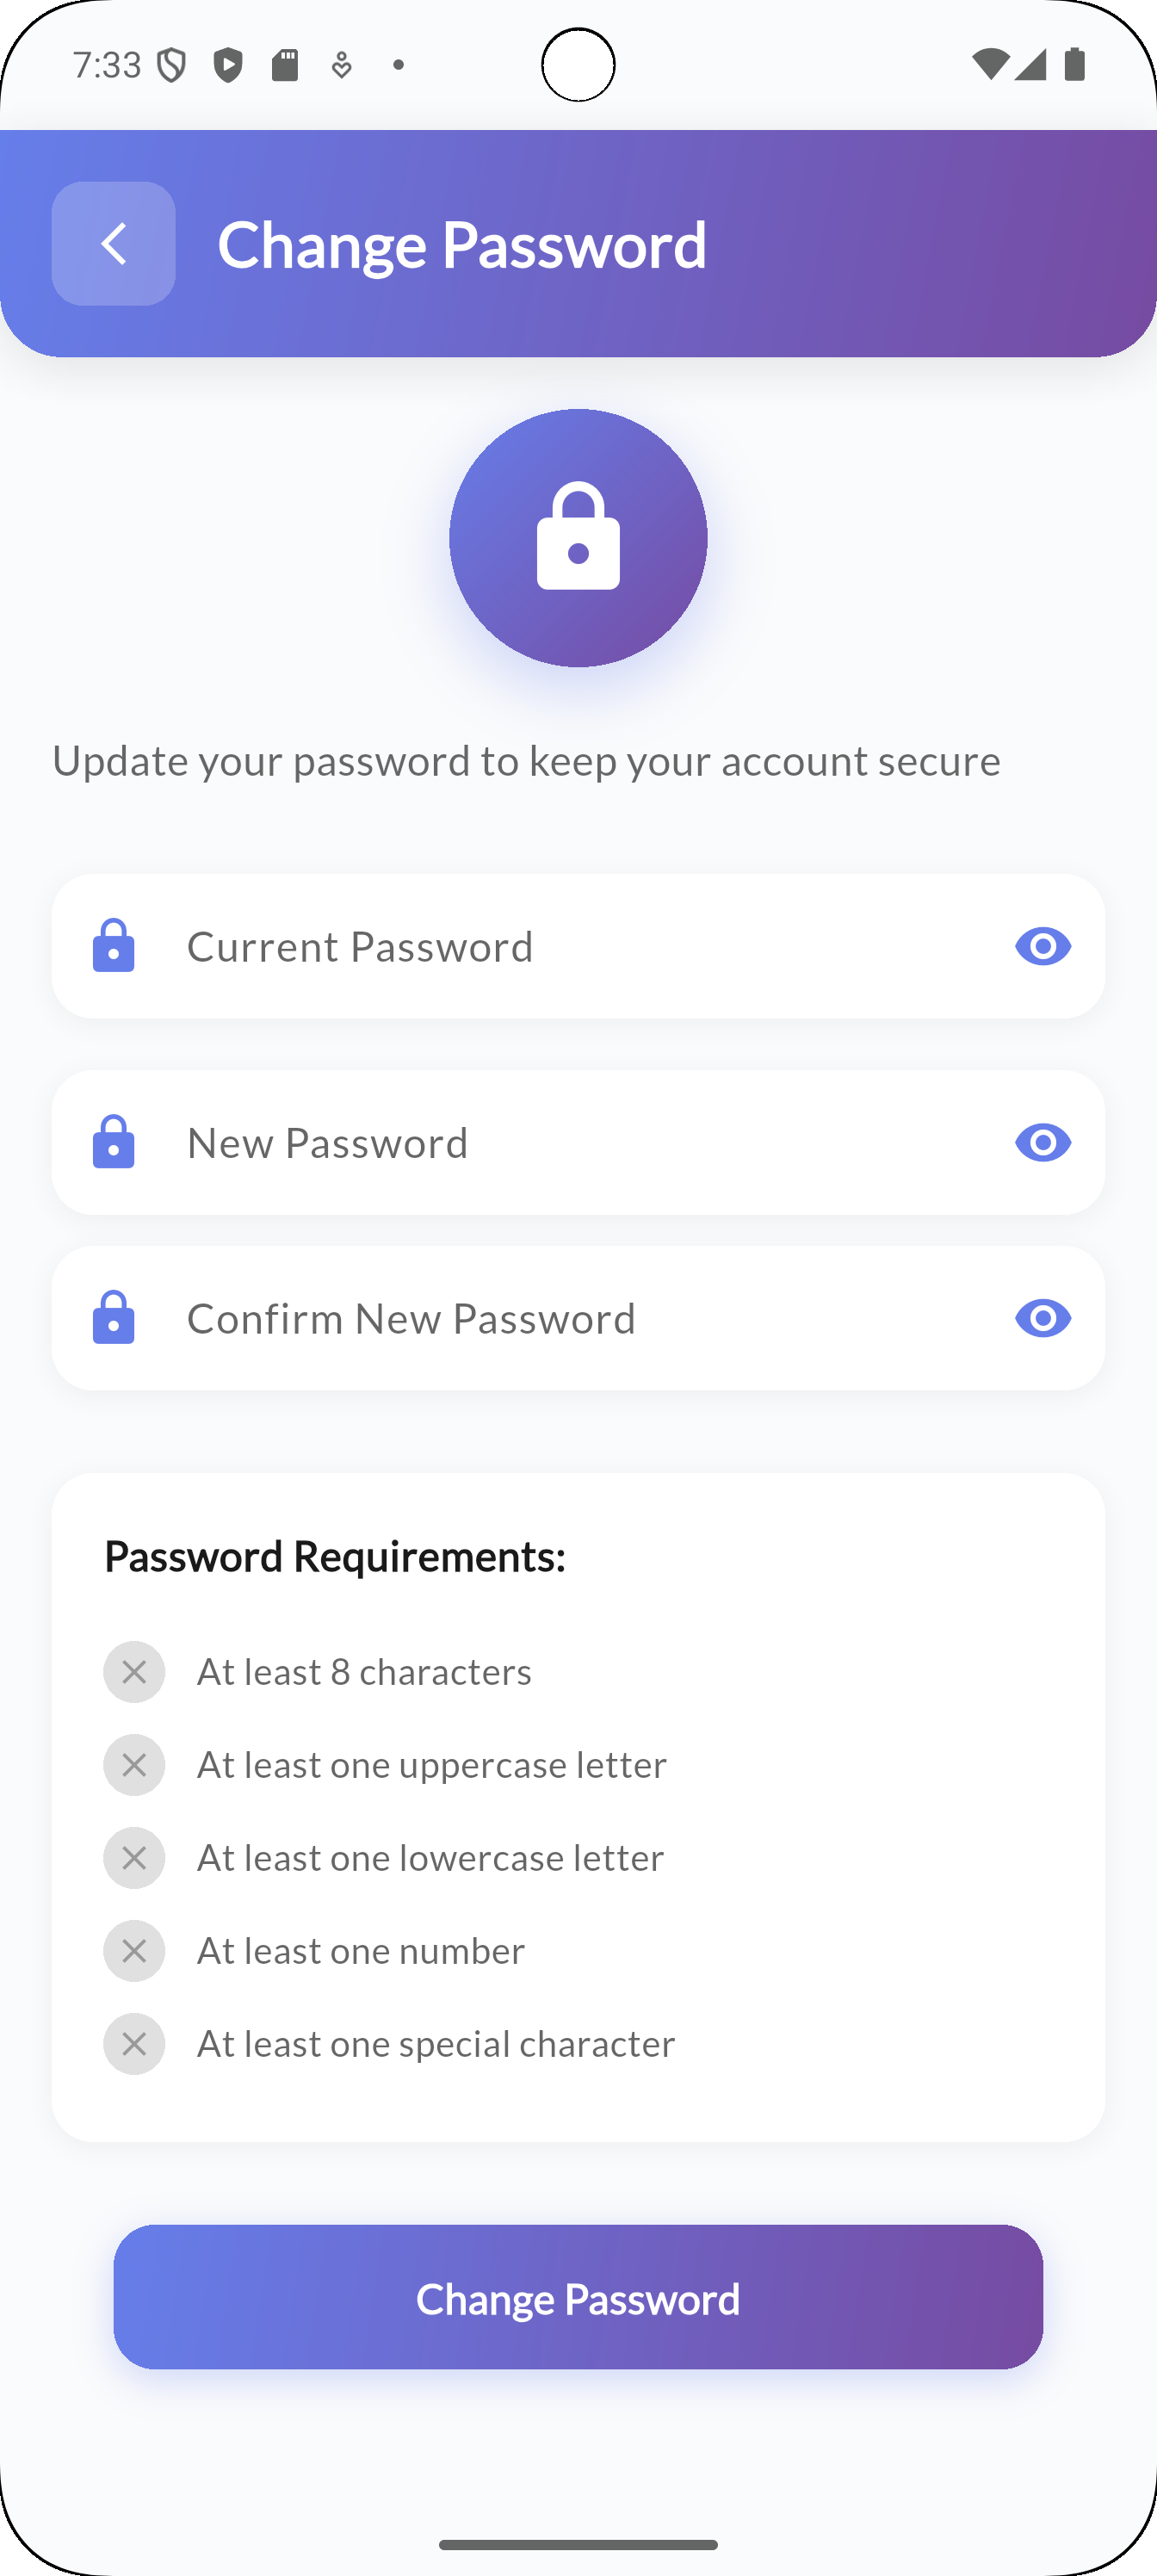 7:33
Change Password
Update your password to keep your account secure
Current Password
New Password
Confirm New Password
Password Requirements:
At least 8 characters
At least one uppercase letter
At least one lowercase letter
At least one number
At least one special character
Change Password